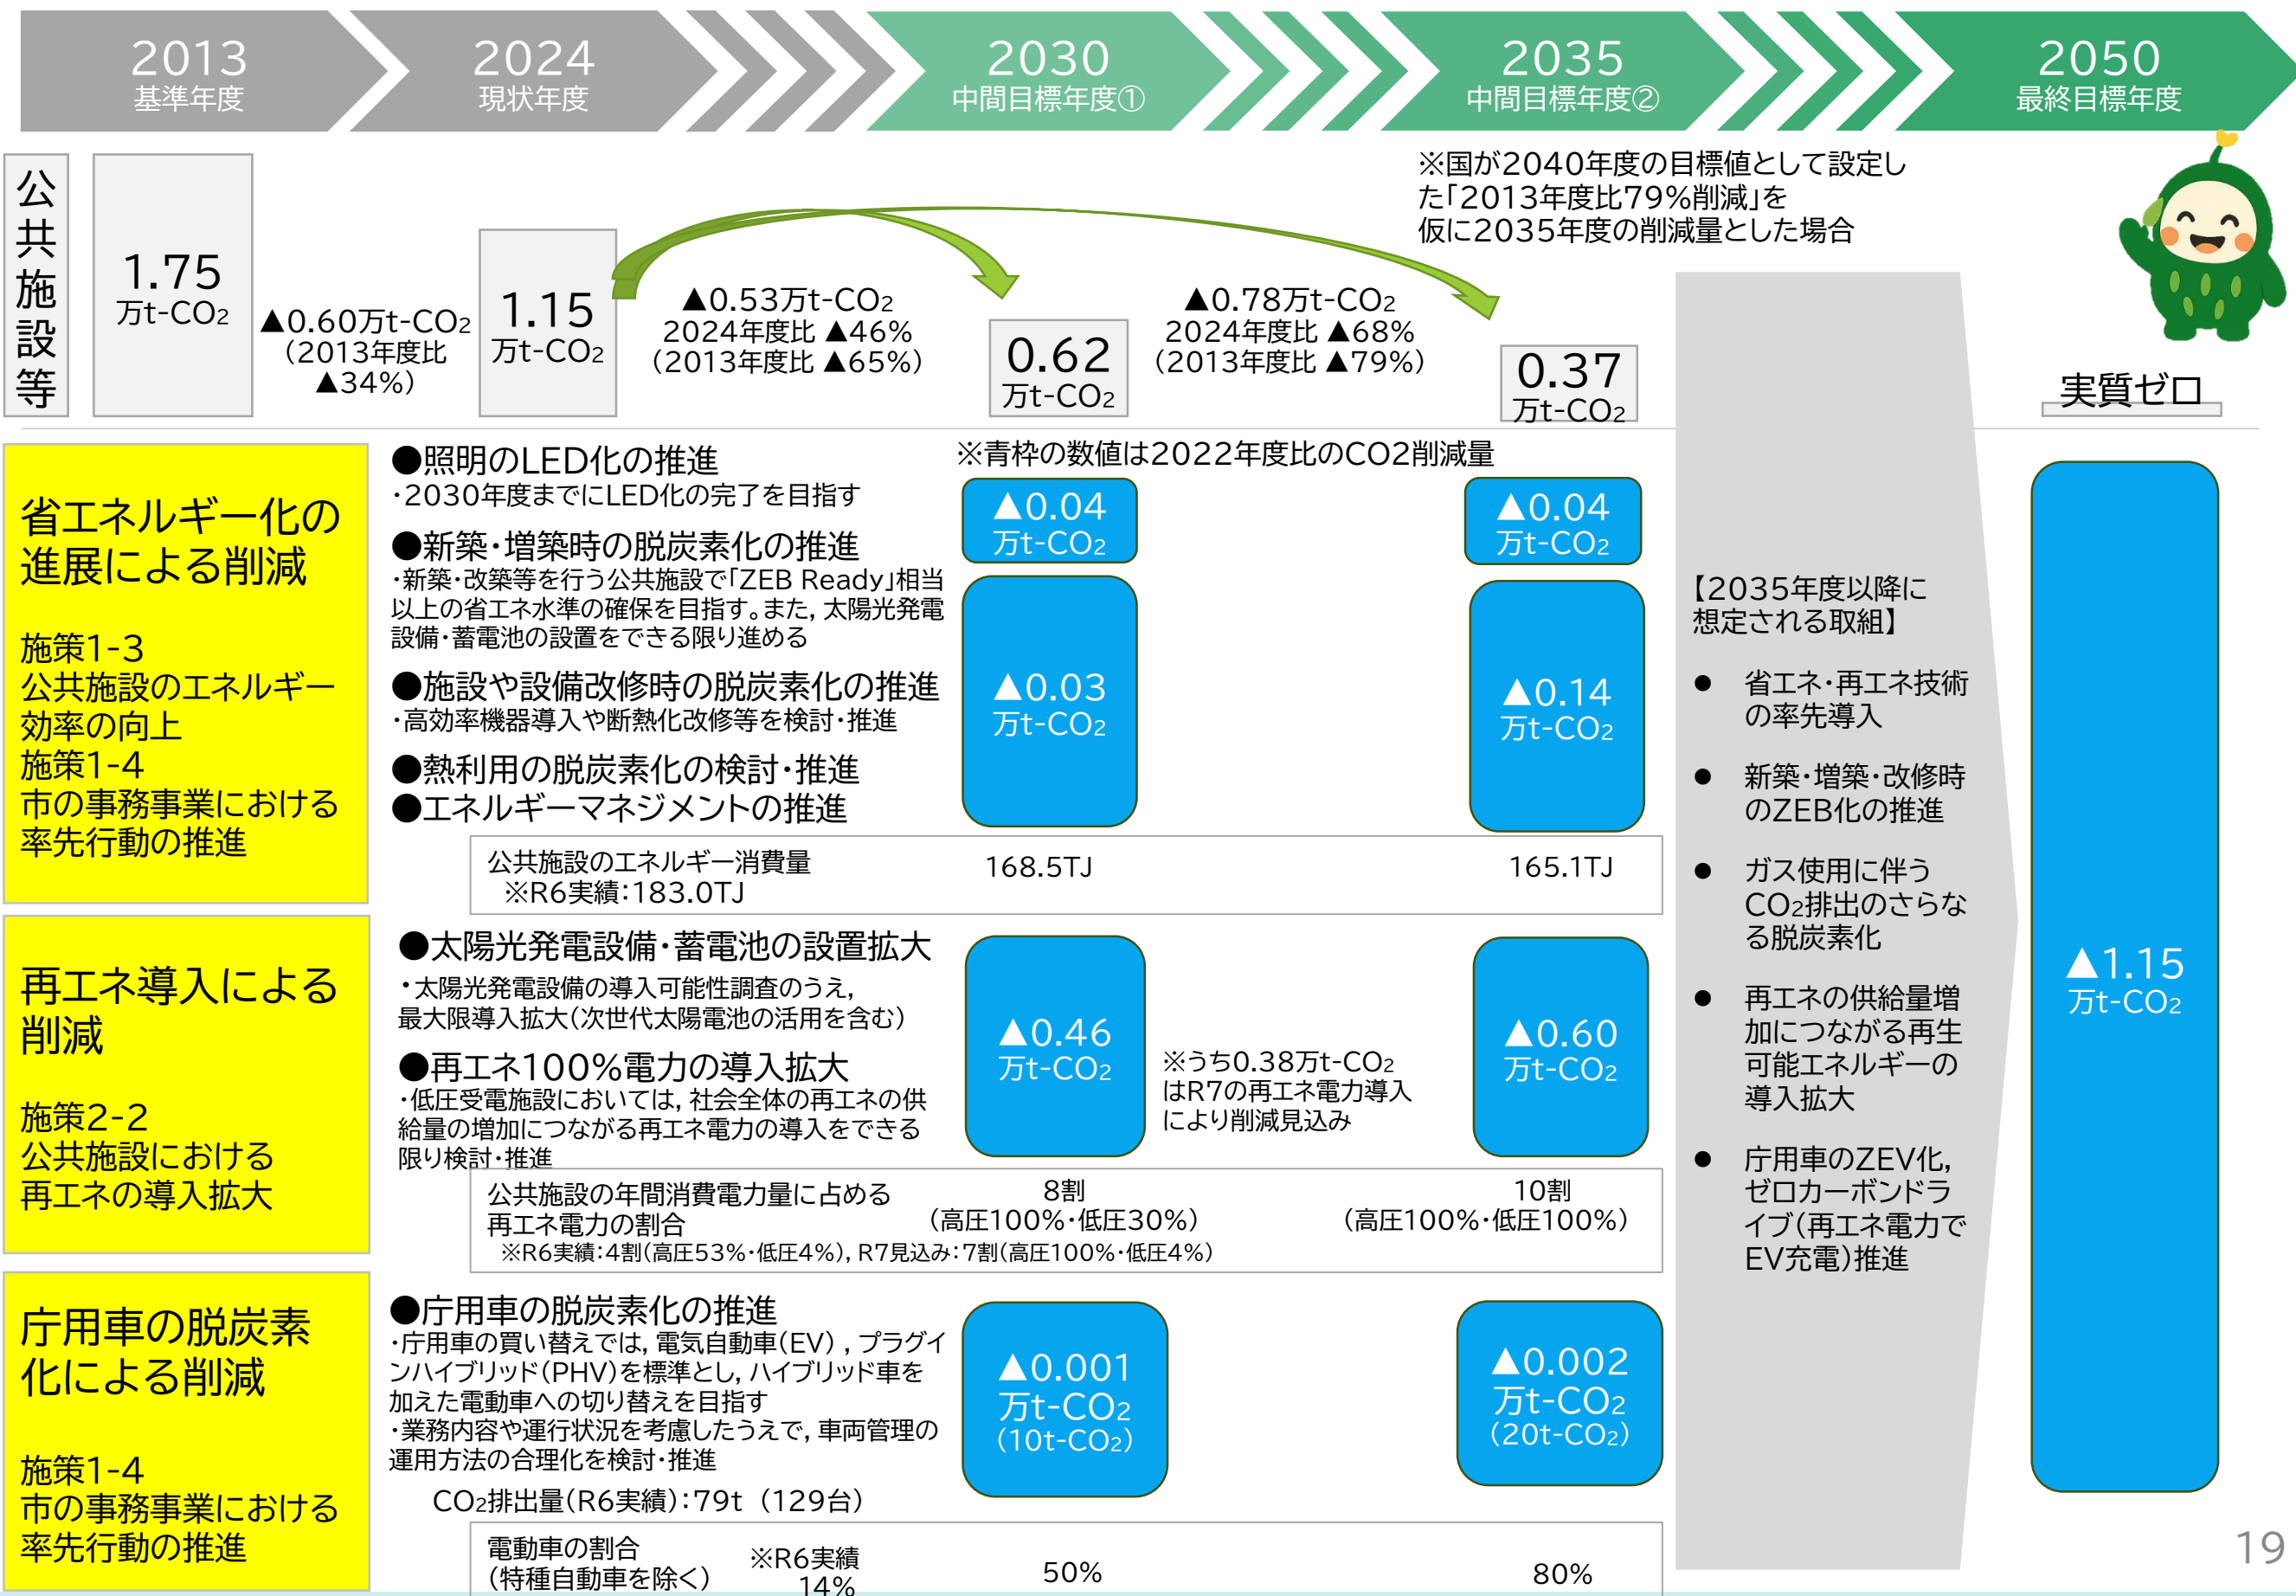 2013
基準年度
2024
現状年度
2030
中間目標年度①
2035
中間目標年度②
2050
最終目標年度
公共施設等
1.75
万t-CO2
▲0.60万t-CO2
(2013年度比
▲34%)
1.15
万t-CO2
▲0.53万t-CO2
2024年度比 ▲46%
(2013年度比 ▲65%)
0.62
万t-CO2
▲0.78万t-CO2
2024年度比 ▲68%
(2013年度比 ▲79%)
※国が2040年度の目標値として設定し
た「2013年度比79%削減」を
仮に2035年度の削減量とした場合
0.37
万t-CO2
実質ゼロ
省エネルギー化の
進展による削減
施策1-3
公共施設のエネルギー
効率の向上
施策1-4
市の事務事業における
率先行動の推進
●照明のLED化の推進
・2030年度までにLED化の完了を目指す
●新築・増築時の脱炭素化の推進
・新築・改築等を行う公共施設で「ZEB Ready」相当
以上の省エネ水準の確保を目指す。また，太陽光発電
設備・蓄電池の設置をできる限り進める
●施設や設備改修時の脱炭素化の推進
・高効率機器導入や断熱化改修等を検討・推進
●熱利用の脱炭素化の検討・推進
●エネルギーマネジメントの推進
※青枠の数値は2022年度比のCO2削減量
▲0.04
万t-CO2
▲0.04
万t-CO2
▲0.03
万t-CO2
▲0.14
万t-CO2
公共施設のエネルギー消費量
※R6実績：183.0TJ
168.5TJ
165.1TJ
再エネ導入による
削減
施策2-2
公共施設における
再エネの導入拡大
●太陽光発電設備・蓄電池の設置拡大
・太陽光発電設備の導入可能性調査のうえ，
最大限導入拡大（次世代太陽電池の活用を含む）
●再エネ100%電力の導入拡大
・低圧受電施設においては，社会全体の再エネの供
給量の増加につながる再エネ電力の導入をできる
限り検討・推進
▲0.46
万t-CO2
※うち0.38万t-CO2
はR7の再エネ電力導入
により削減見込み
▲0.60
万t-CO2
公共施設の年間消費電力量に占める
再エネ電力の割合
8割
（高圧100%・低圧30%）
10割
（高圧100%・低圧100%）
※R6実績：4割（高圧53%・低圧4%），R7見込み：7割（高圧100%・低圧4%）
庁用車の脱炭素
化による削減
施策1-4
市の事務事業における
率先行動の推進
●庁用車の脱炭素化の推進
・庁用車の買い替えでは，電気自動車（EV），プラグイ
ンハイブリッド（PHV）を標準とし，ハイブリッド車を
加えた電動車への切り替えを目指す
・業務内容や運行状況を考慮したうえで，車両管理の
運用方法の合理化を検討・推進
CO2排出量（R6実績）：79t （129台）
▲0.001
万t-CO2
（10t-CO2）
▲0.002
万t-CO2
（20t-CO2）
電動車の割合
（特種自動車を除く）
※R6実績
14%
50%
80%
【2035年度以降に
想定される取組】
● 省エネ・再エネ技術
の率先導入
● 新築・増築・改修時
のZEB化の推進
● ガス使用に伴う
CO2排出のさらな
る脱炭素化
● 再エネの供給量増
加につながる再生
可能エネルギーの
導入拡大
● 庁用車のZEV化，
ゼロカーボンドラ
イブ（再エネ電力で
EV充電）推進
▲1.15
万t-CO2
19